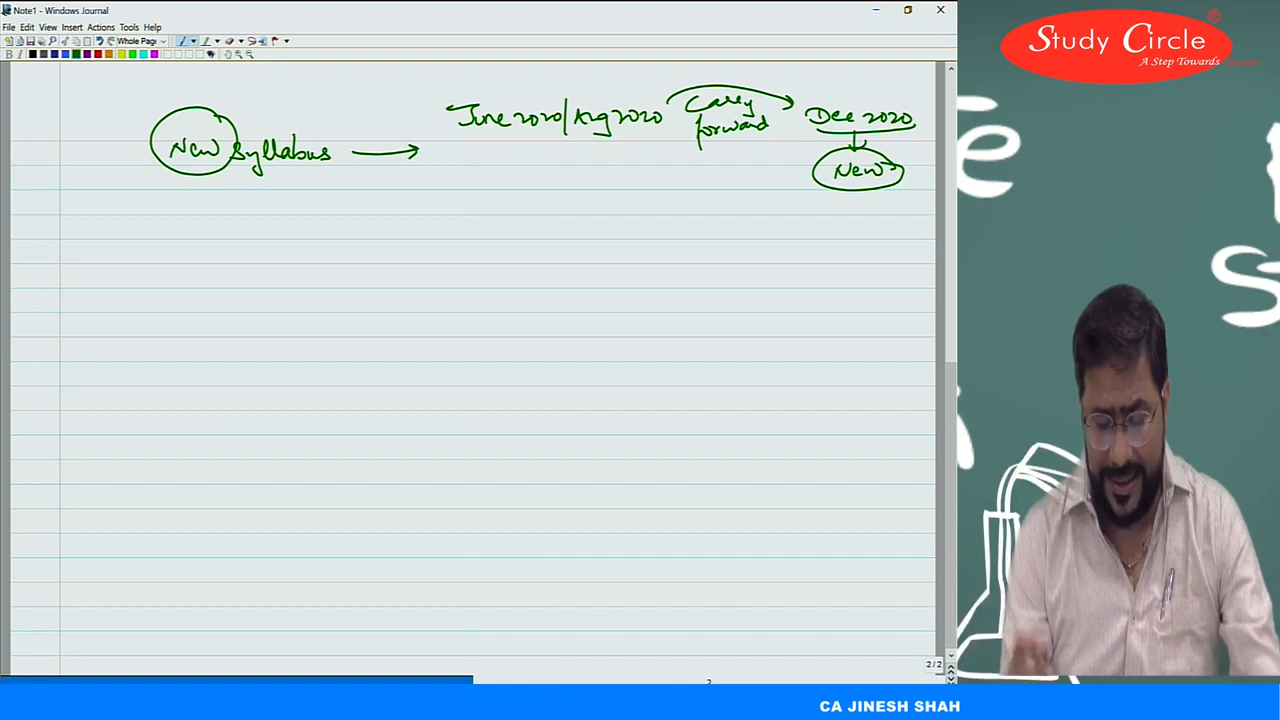 Note1 - Windows Journal
File Edit View Insert Actions Tools Help
Whole Page
B I
June 2020/Aug 2020 Carry forward Dec 2020
New Syllabus
New
2/2
Study Circle
A Step Towards
CA JINESH SHAH